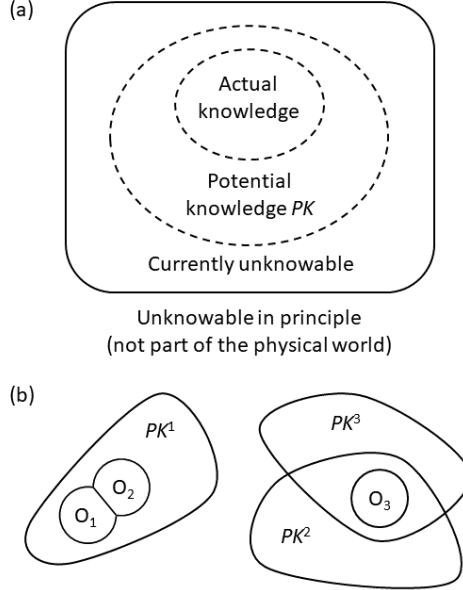 (a)
Actual
knowledge
Potential
knowledge PK
Currently unknowable
Unknowable in principle
(not part of the physical world)
(b)
PK¹
O₂
O₁
PK³
O₃
PK²